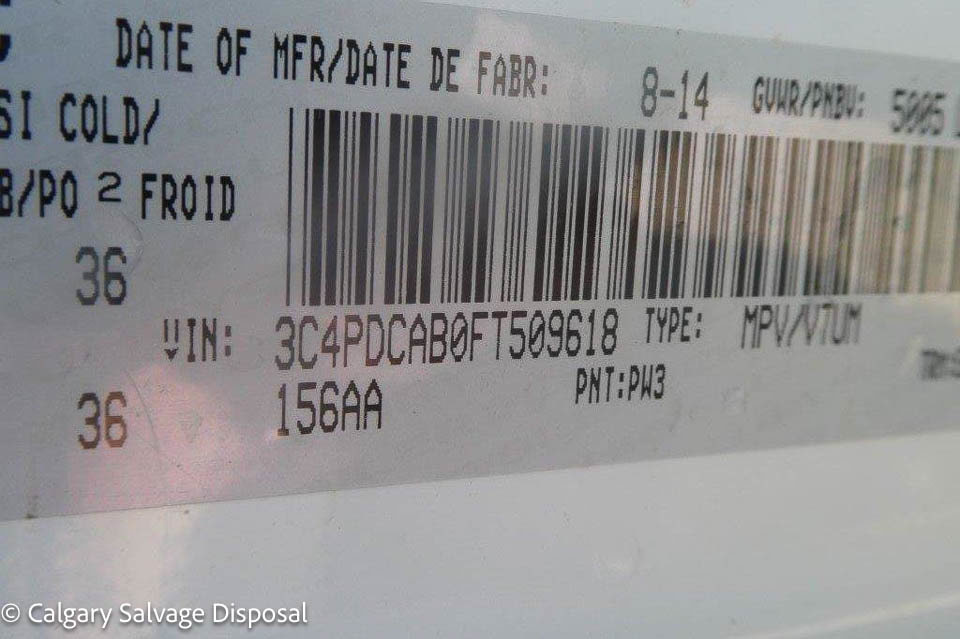 DATE OF MFR/DATE DE FABR: 8-14 GVWR/PNBV: 5005
SI COLD/
B/PO 2 FROID
36
VIN: 3C4PDCAB0FT509618 TYPE: MPV/VTUM
36 156AA PNT:PW3
© Calgary Salvage Disposal